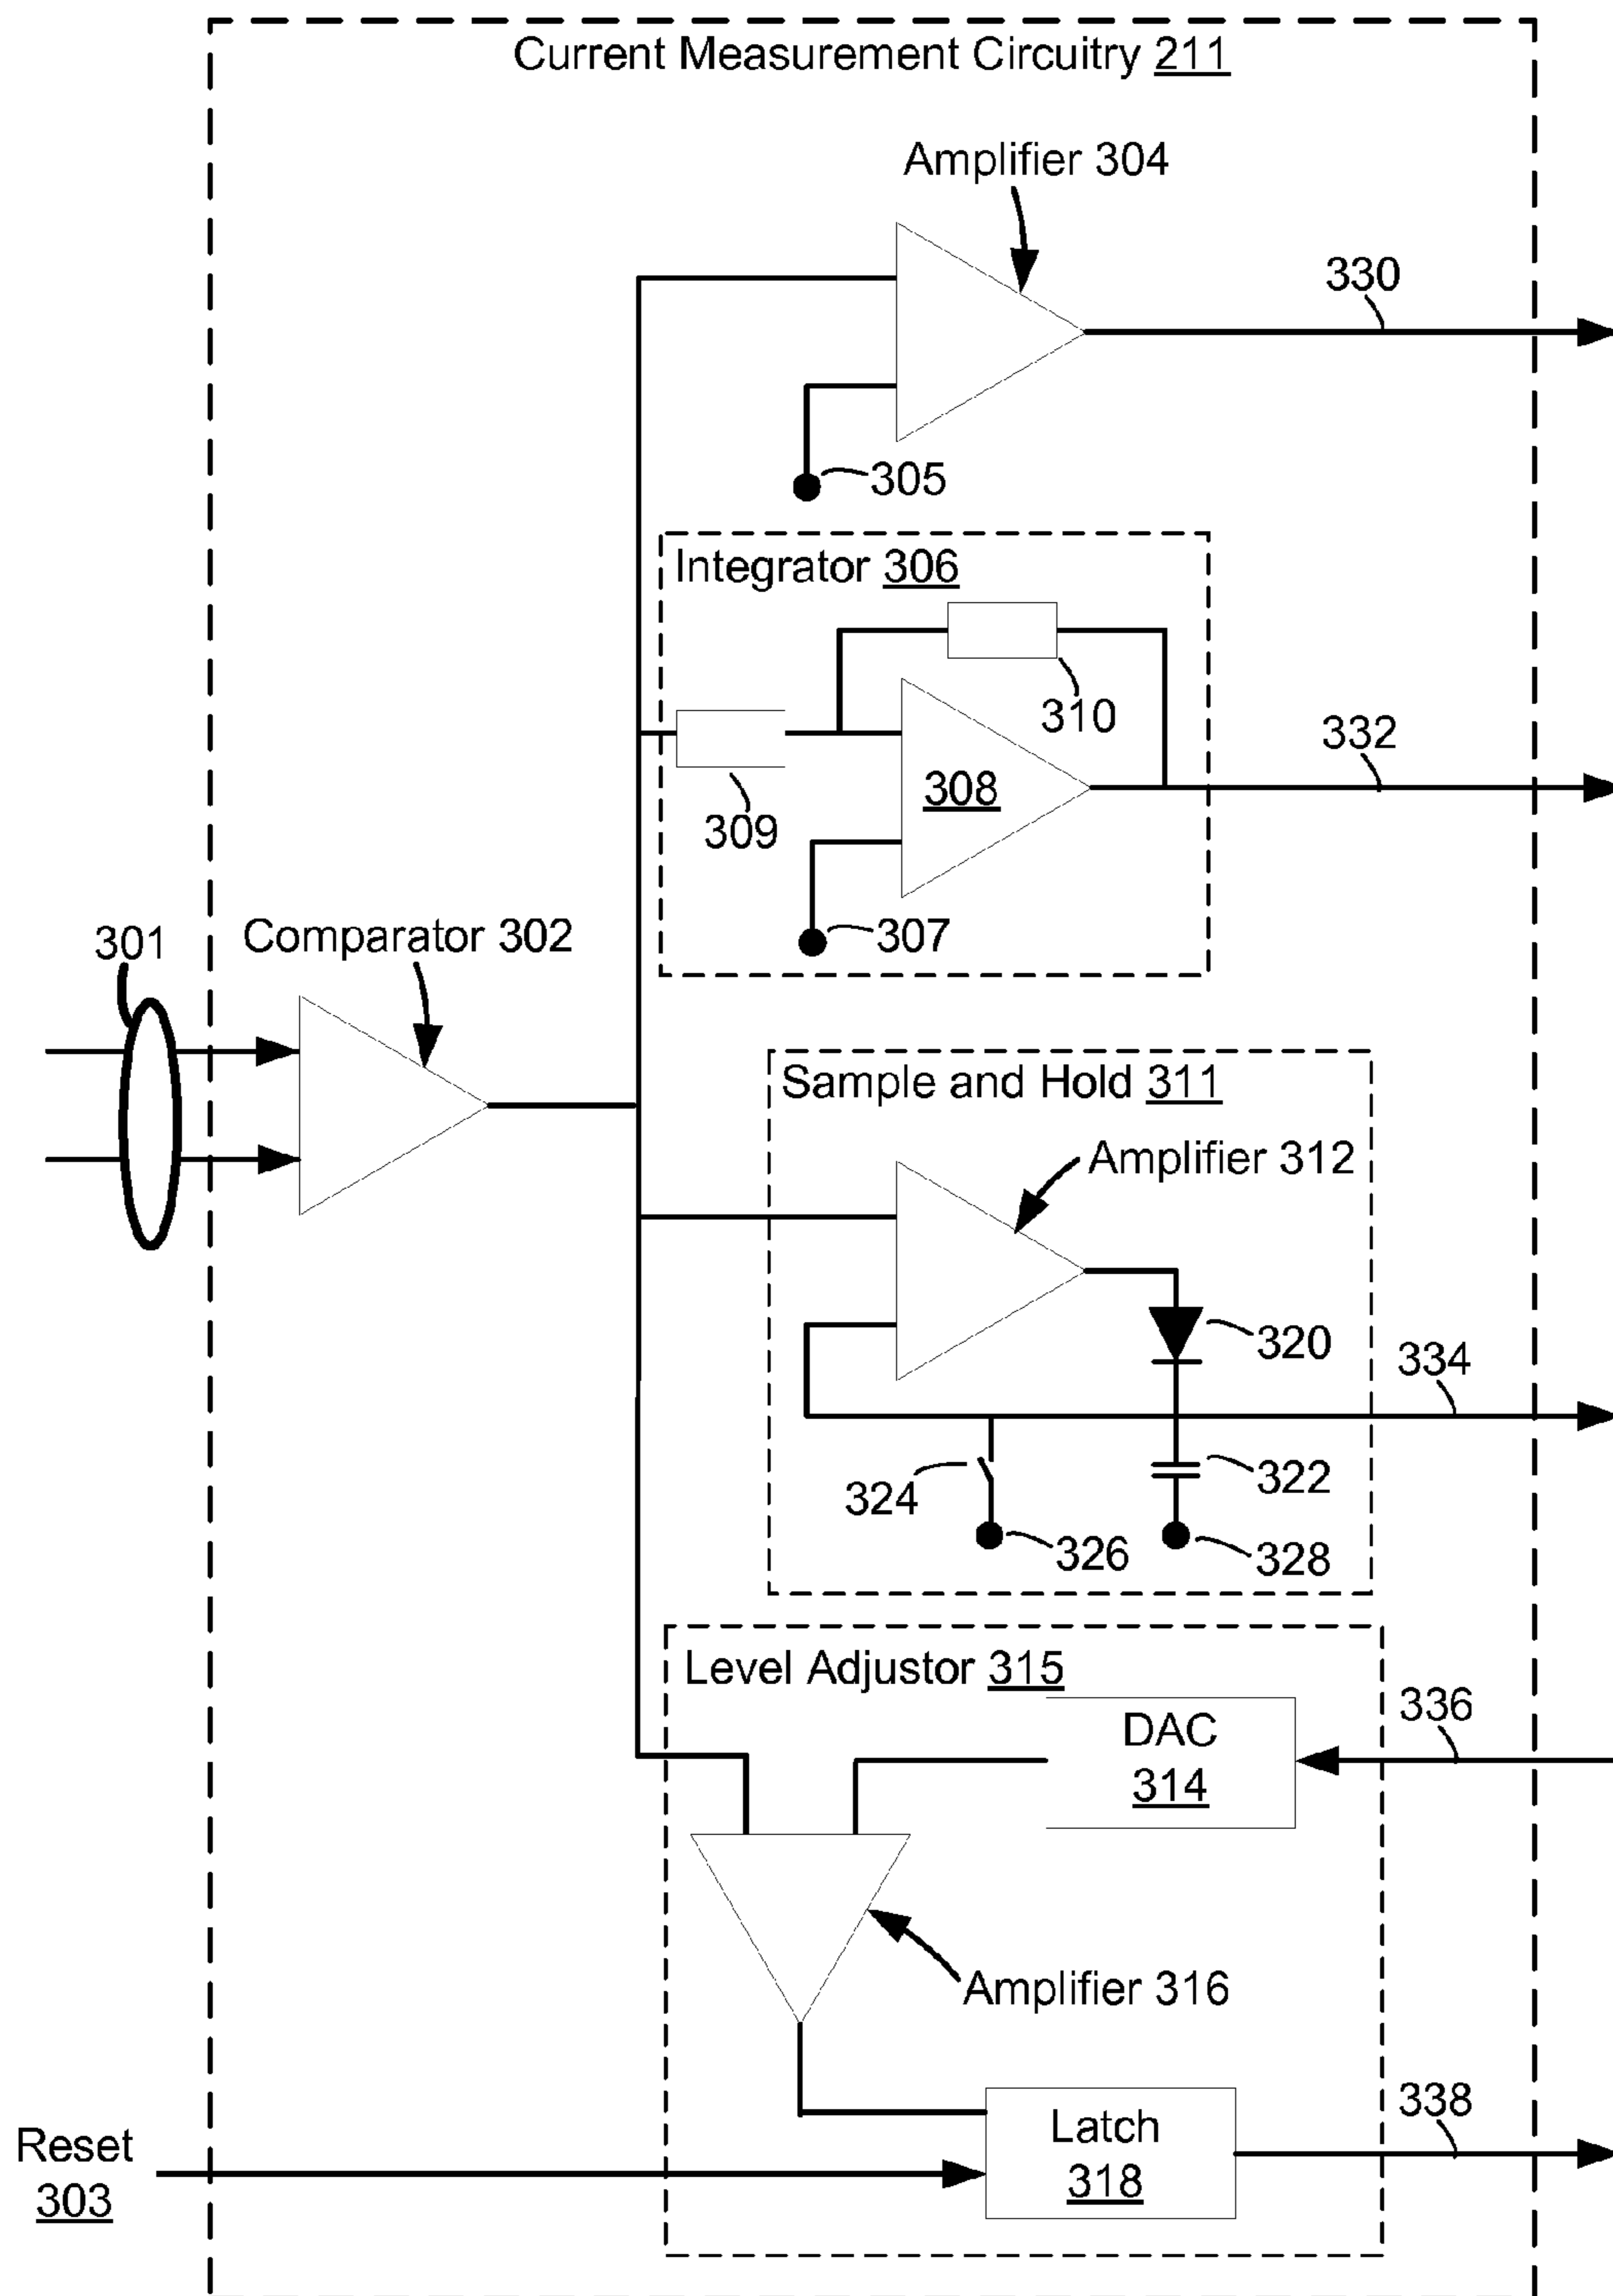 Current Measurement Circuitry 211
Amplifier 304
330
305
Integrator 306
310
332
309
308
307
301
Comparator 302
Sample and Hold 311
Amplifier 312
320
334
322
324
326
328
Level Adjustor 315
DAC
314
336
Amplifier 316
Latch
318
338
Reset
303